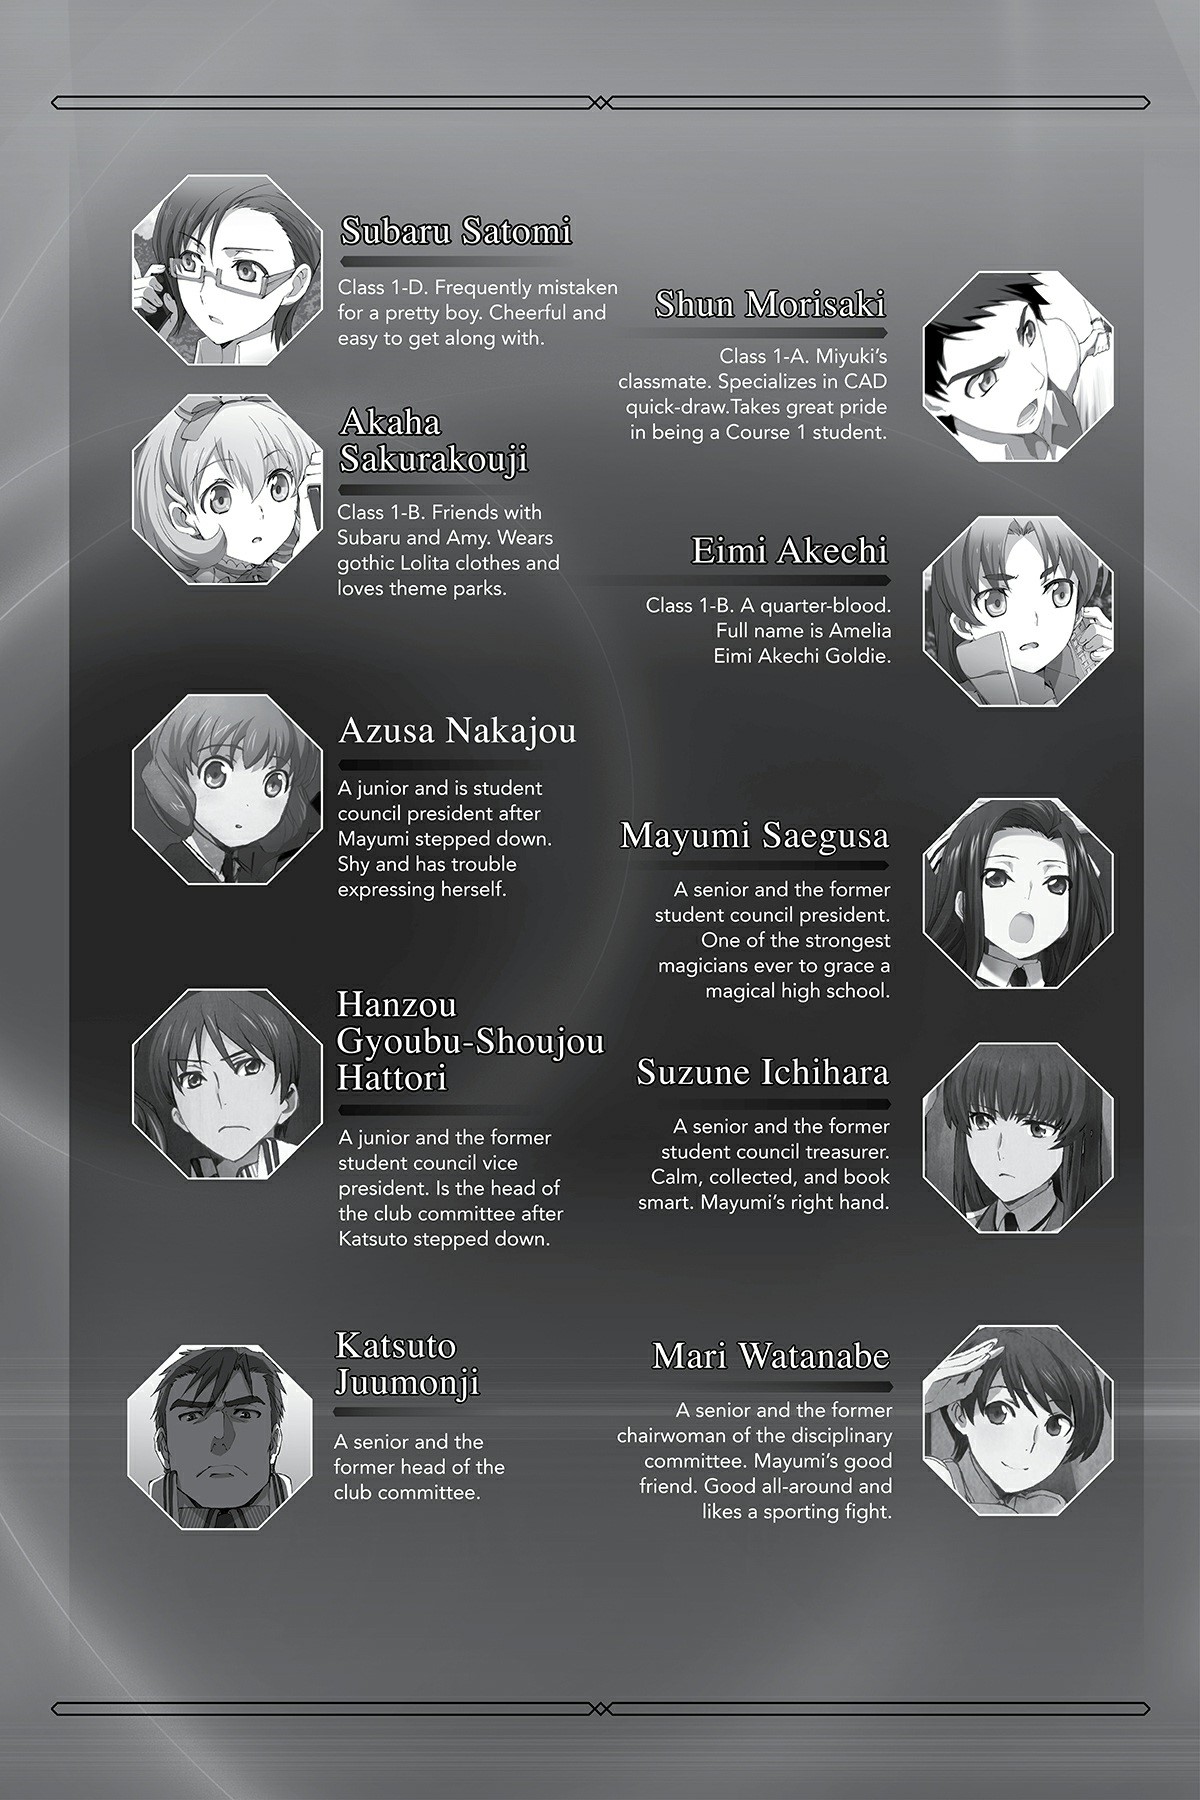 Subaru Satomi
Class 1-D. Frequently mistaken
for a pretty boy. Cheerful and
easy to get along with.
Shun Morisaki
Class 1-A. Miyuki’s
classmate. Specializes in CAD
quick-draw.Takes great pride
in being a Course 1 student.
Akaha
Sakurakouji
Class 1-B. Friends with
Subaru and Amy. Wears
gothic Lolita clothes and
loves theme parks.
Eimi Akechi
Class 1-B. A quarter-blood.
Full name is Amelia
Eimi Akechi Goldie.
Azusa Nakajou
A junior and is student
council president after
Mayumi stepped down.
Shy and has trouble
expressing herself.
Mayumi Saegusa
A senior and the former
student council president.
One of the strongest
magicians ever to grace a
magical high school.
Hanzou
Gyoubu-Shoujou
Hattori
A junior and the former
student council vice
president. Is the head of
the club committee after
Katsuto stepped down.
Suzune Ichihara
A senior and the former
student council treasurer.
Calm, collected, and book
smart. Mayumi’s right hand.
Katsuto
Juumonji
A senior and the
former head of the
club committee.
Mari Watanabe
A senior and the former
chairwoman of the disciplinary
committee. Mayumi’s good
friend. Good all-around and
likes a sporting fight.